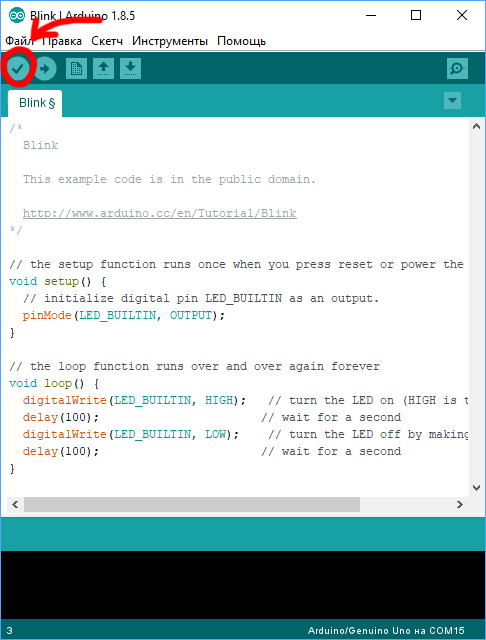 Blink | Arduino 1.8.5
Файл Правка Скетч Инструменты Помощь
Blink §
/*
  Blink

  This example code is in the public domain.

  http://www.arduino.cc/en/Tutorial/Blink
*/

// the setup function runs once when you press reset or power the
void setup() {
  // initialize digital pin LED_BUILTIN as an output.
  pinMode(LED_BUILTIN, OUTPUT);
}

// the loop function runs over and over again forever
void loop() {
  digitalWrite(LED_BUILTIN, HIGH);   // turn the LED on (HIGH is t
  delay(100);                       // wait for a second
  digitalWrite(LED_BUILTIN, LOW);    // turn the LED off by making
  delay(100);                       // wait for a second
}
3 Arduino/Genuino Uno на COM15